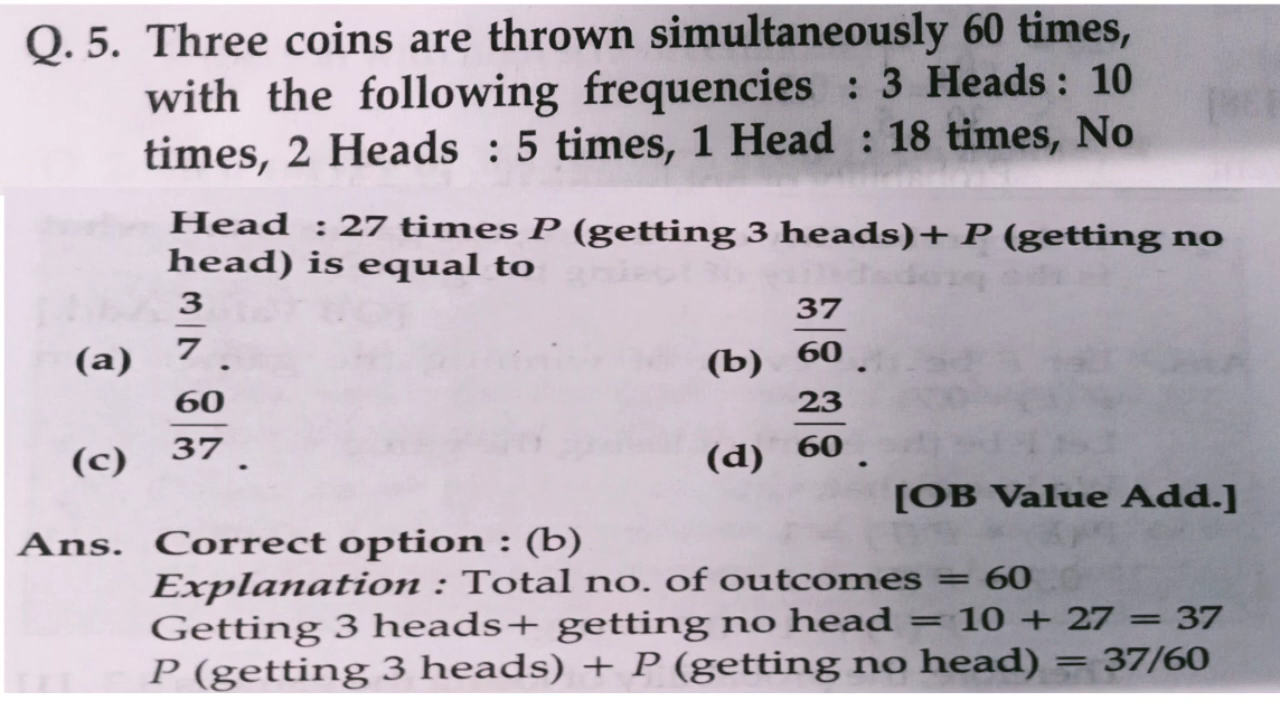 Q. 5. Three coins are thrown simultaneously 60 times,
with the following frequencies : 3 Heads : 10
times, 2 Heads : 5 times, 1 Head : 18 times, No
Head : 27 times P (getting 3 heads)+ P (getting no
head) is equal to
(a) 3/7 .
(b) 37/60 .
(c) 60/37 .
(d) 23/60 .
[OB Value Add.]
Ans. Correct option : (b)
Explanation : Total no. of outcomes = 60
Getting 3 heads+ getting no head = 10 + 27 = 37
P (getting 3 heads) + P (getting no head) = 37/60